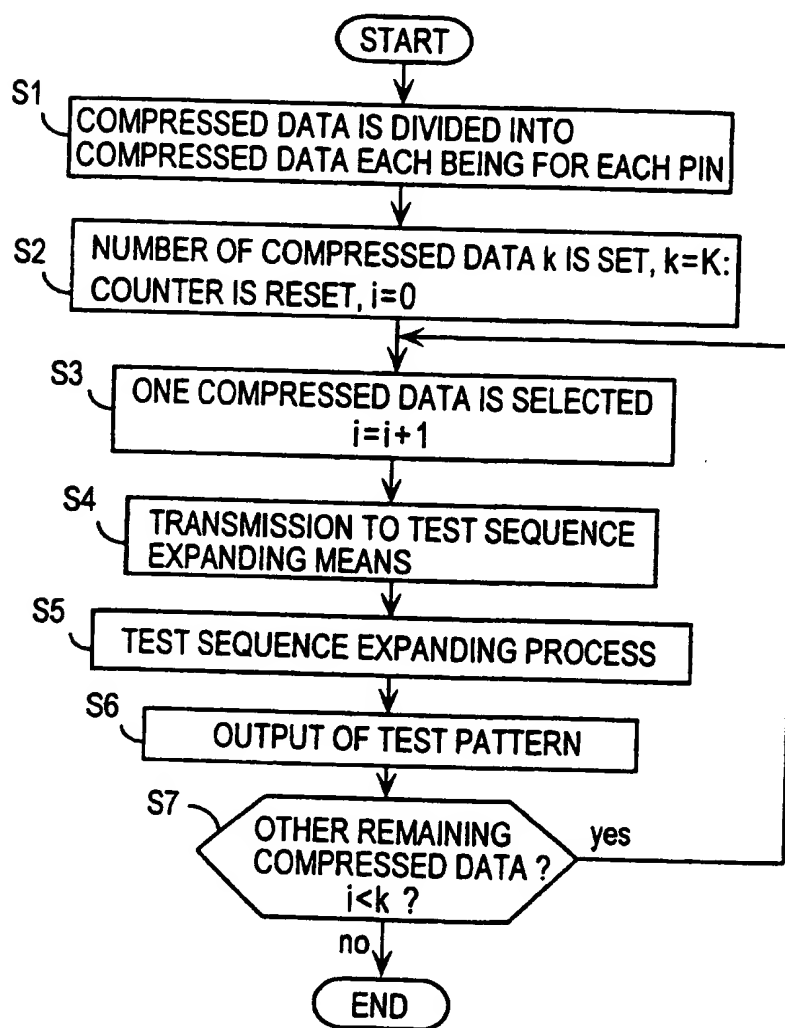 START
S1
COMPRESSED DATA IS DIVIDED INTO
COMPRESSED DATA EACH BEING FOR EACH PIN
S2
NUMBER OF COMPRESSED DATA k IS SET, k=K:
COUNTER IS RESET, i=0
S3
ONE COMPRESSED DATA IS SELECTED
i=i+1
S4
TRANSMISSION TO TEST SEQUENCE
EXPANDING MEANS
S5
TEST SEQUENCE EXPANDING PROCESS
S6
OUTPUT OF TEST PATTERN
S7
OTHER REMAINING
COMPRESSED DATA ?
i<k ?
yes
no
END